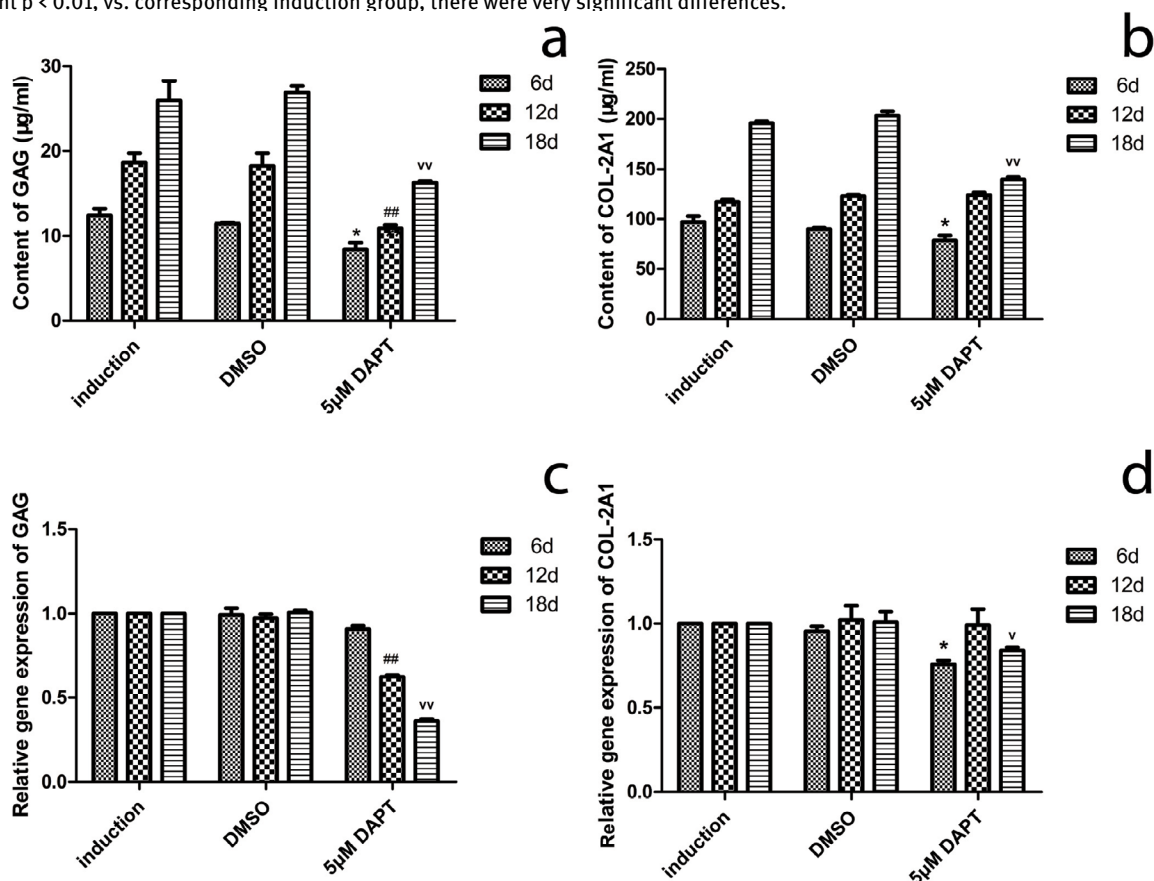 nt p < 0.01, vs. corresponding induction group, there were very significant differences.
a
Content of GAG (µg/ml)
30
20
10
0
6d
12d
18d
*
##
vv
induction
DMSO
5µM DAPT
b
Content of COL-2A1 (µg/ml)
250
200
150
100
50
0
6d
12d
18d
*
vv
induction
DMSO
5µM DAPT
c
Relative gene expression of GAG
1.5
1.0
0.5
0.0
6d
12d
18d
##
vv
induction
DMSO
5µM DAPT
d
Relative gene expression of COL-2A1
1.5
1.0
0.5
0.0
6d
12d
18d
*
v
induction
DMSO
5µM DAPT